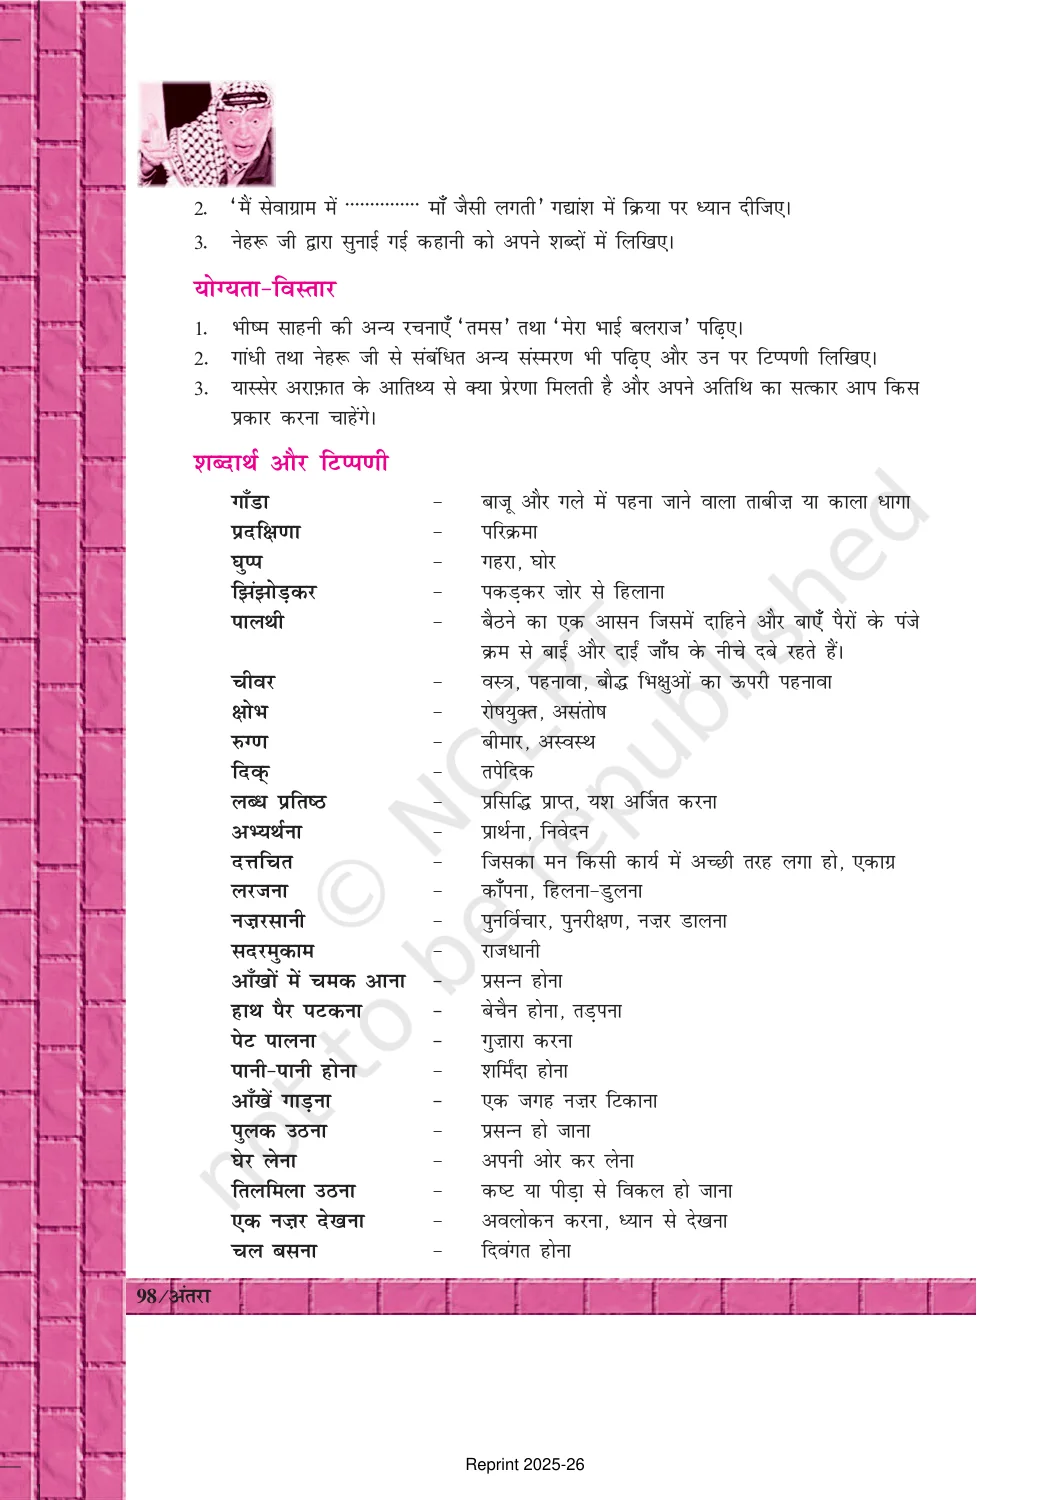 2. ‘मैं सेवाग्राम में ............... माँ जैसी लगती’ गद्यांश में क्रिया पर ध्यान दीजिए।
3. नेहरू जी द्वारा सुनाई गई कहानी को अपने शब्दों में लिखिए।
योग्यता-विस्तार
1. भीष्म साहनी की अन्य रचनाएँ ‘तमस’ तथा ‘मेरा भाई बलराज’ पढ़िए।
2. गांधी तथा नेहरू जी से संबंधित अन्य संस्मरण भी पढ़िए और उन पर टिप्पणी लिखिए।
3. यास्सेर अराफ़ात के आतिथ्य से क्या प्रेरणा मिलती है और अपने अतिथि का सत्कार आप किस
प्रकार करना चाहेंगे।
शब्दार्थ और टिप्पणी
गाँडा – बाजू और गले में पहना जाने वाला ताबीज़ या काला धागा
प्रदक्षिणा – परिक्रमा
घुप्प – गहरा, घोर
झिंझोड़कर – पकड़कर ज़ोर से हिलाना
पालथी – बैठने का एक आसन जिसमें दाहिने और बाएँ पैरों के पंजे
क्रम से बाईं और दाईं जाँघ के नीचे दबे रहते हैं।
चीवर – वस्त्र, पहनावा, बौद्ध भिक्षुओं का ऊपरी पहनावा
क्षोभ – रोषयुक्त, असंतोष
रुग्ण – बीमार, अस्वस्थ
दिक् – तपेदिक
लब्ध प्रतिष्ठ – प्रसिद्धि प्राप्त, यश अर्जित करना
अभ्यर्थना – प्रार्थना, निवेदन
दत्तचित – जिसका मन किसी कार्य में अच्छी तरह लगा हो, एकाग्र
लरजना – काँपना, हिलना-डुलना
नज़रसानी – पुनर्विचार, पुनरीक्षण, नज़र डालना
सदरमुकाम – राजधानी
आँखों में चमक आना – प्रसन्न होना
हाथ पैर पटकना – बेचैन होना, तड़पना
पेट पालना – गुज़ारा करना
पानी-पानी होना – शर्मिंदा होना
आँखें गाड़ना – एक जगह नज़र टिकाना
पुलक उठना – प्रसन्न हो जाना
घेर लेना – अपनी ओर कर लेना
तिलमिला उठना – कष्ट या पीड़ा से विकल हो जाना
एक नज़र देखना – अवलोकन करना, ध्यान से देखना
चल बसना – दिवंगत होना
© NCERT
not to be republished
98/अंतरा
Reprint 2025-26